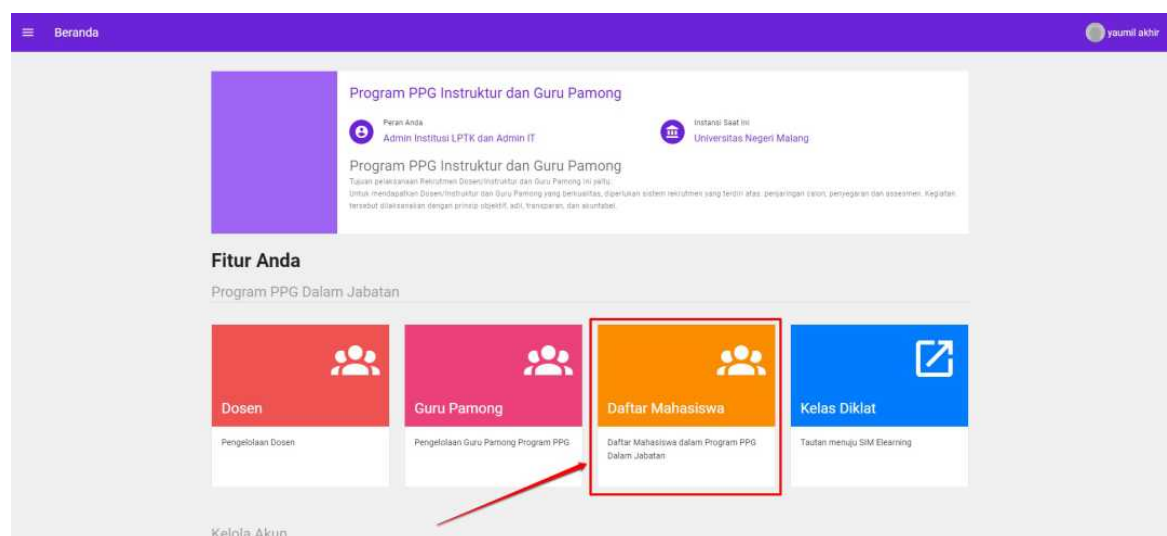 Beranda
yaumil akhir
Program PPG Instruktur dan Guru Pamong
Peran Anda
Admin Institusi LPTK dan Admin IT
Instansi Saat Ini
Universitas Negeri Malang
Program PPG Instruktur dan Guru Pamong
Tujuan pelaksanaan Rekrutmen Dosen/Instruktur dan Guru Pamong ini yaitu:
Untuk mendapatkan Dosen/Instruktur dan Guru Pamong yang berkualitas, diperlukan sistem rekrutmen yang terdiri atas: penjaringan calon, penyegaran dan assesmen. Kegiatan
tersebut dilaksanakan dengan prinsip objektif, adil, transparan, dan akuntabel.
Fitur Anda
Program PPG Dalam Jabatan
Dosen
Pengelolaan Dosen
Guru Pamong
Pengelolaan Guru Pamong Program PPG
Daftar Mahasiswa
Daftar Mahasiswa dalam Program PPG
Dalam Jabatan
Kelas Diklat
Tautan menuju SIM Elearning
Kelola Akun